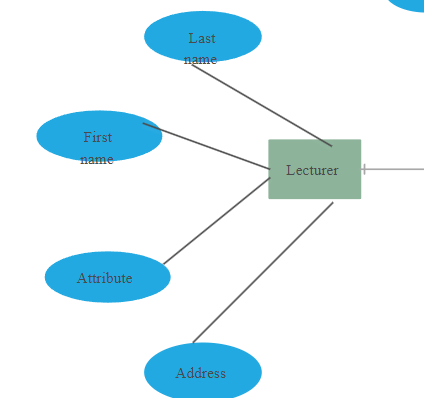 Last
name
First
name
Lecturer
Attribute
Address